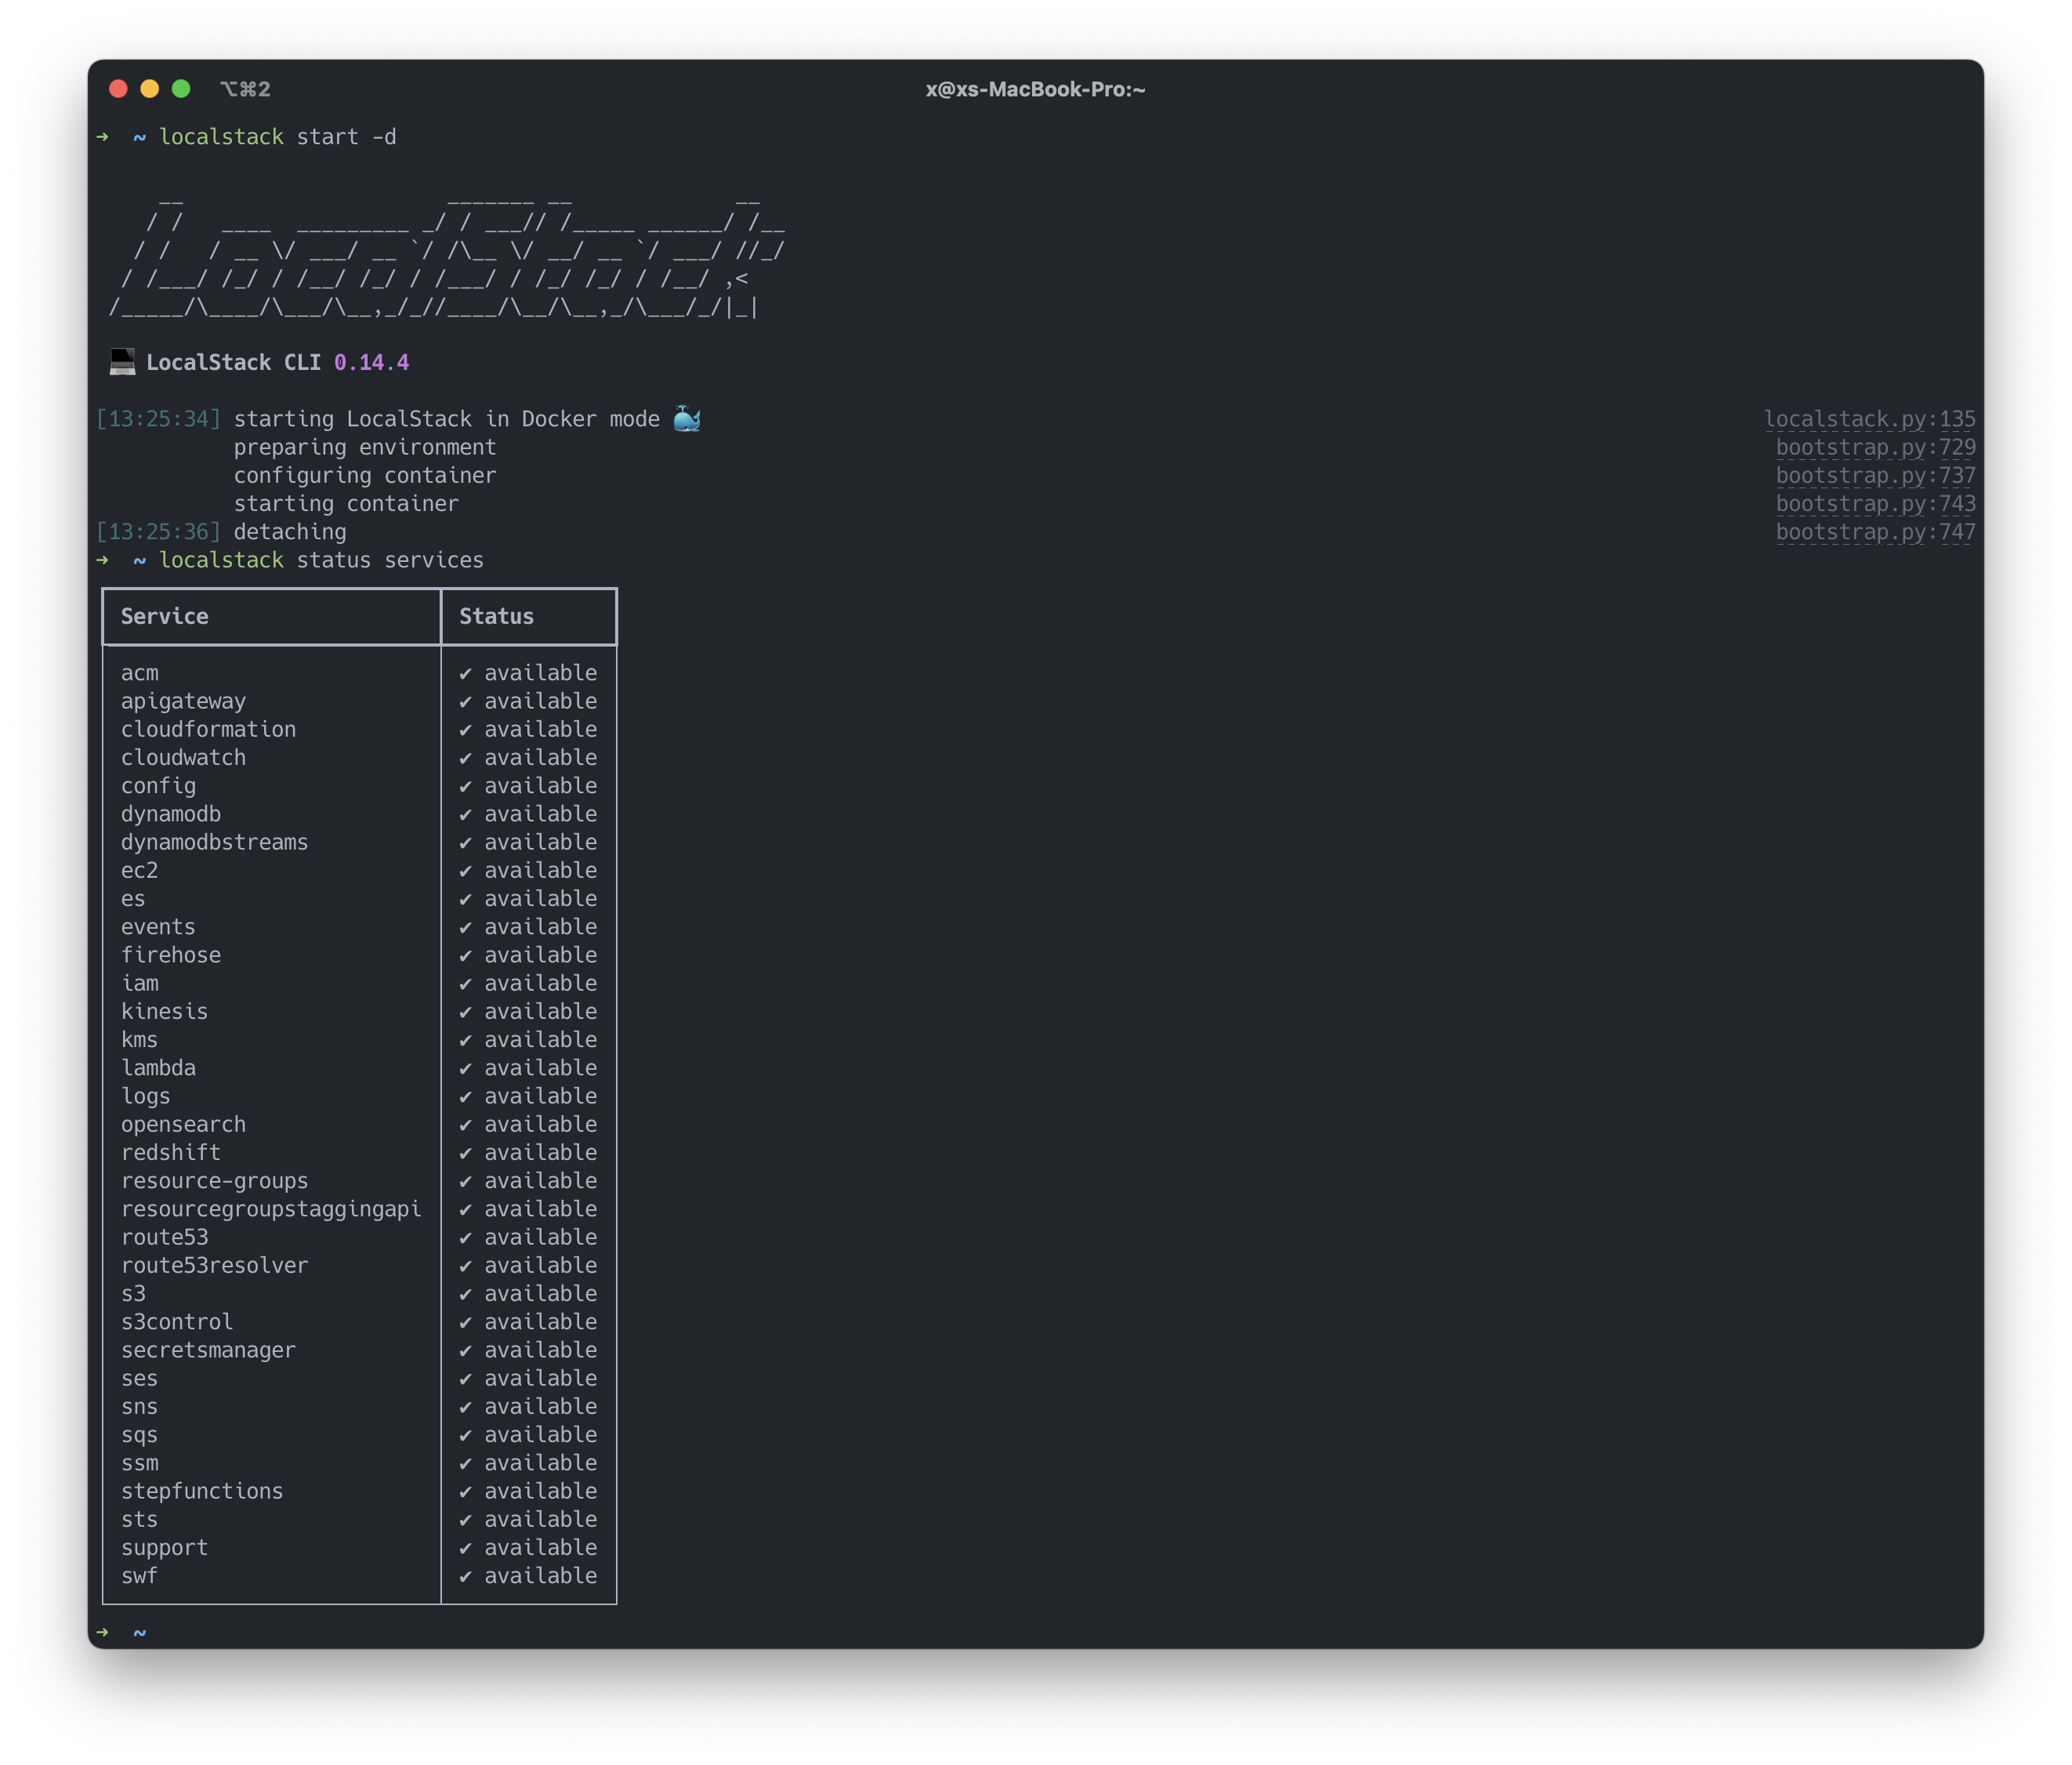 ⌥⌘2
x@xs-MacBook-Pro:~
➜  ~ localstack start -d
     __                     _______ __             __
    / /   ____  _________ _/ / ___// /_____ ______/ /__
   / /   / __ \/ ___/ __ `/ /\__ \/ __/ __ `/ ___/ //_/
  / /___/ /_/ / /__/ /_/ / /___/ / /_/ /_/ / /__/ ,<
 /_____/\____/\___/\__,_/_//____/\__/\__,_/\___/_/|_|
💻 LocalStack CLI 0.14.4
[13:25:34] starting LocalStack in Docker mode 🐳 localstack.py:135
preparing environment bootstrap.py:729
configuring container bootstrap.py:737
starting container bootstrap.py:743
[13:25:36] detaching bootstrap.py:747
➜  ~ localstack status services
Service Status
acm ✔ available
apigateway ✔ available
cloudformation ✔ available
cloudwatch ✔ available
config ✔ available
dynamodb ✔ available
dynamodbstreams ✔ available
ec2 ✔ available
es ✔ available
events ✔ available
firehose ✔ available
iam ✔ available
kinesis ✔ available
kms ✔ available
lambda ✔ available
logs ✔ available
opensearch ✔ available
redshift ✔ available
resource-groups ✔ available
resourcegroupstaggingapi ✔ available
route53 ✔ available
route53resolver ✔ available
s3 ✔ available
s3control ✔ available
secretsmanager ✔ available
ses ✔ available
sns ✔ available
sqs ✔ available
ssm ✔ available
stepfunctions ✔ available
sts ✔ available
support ✔ available
swf ✔ available
➜  ~